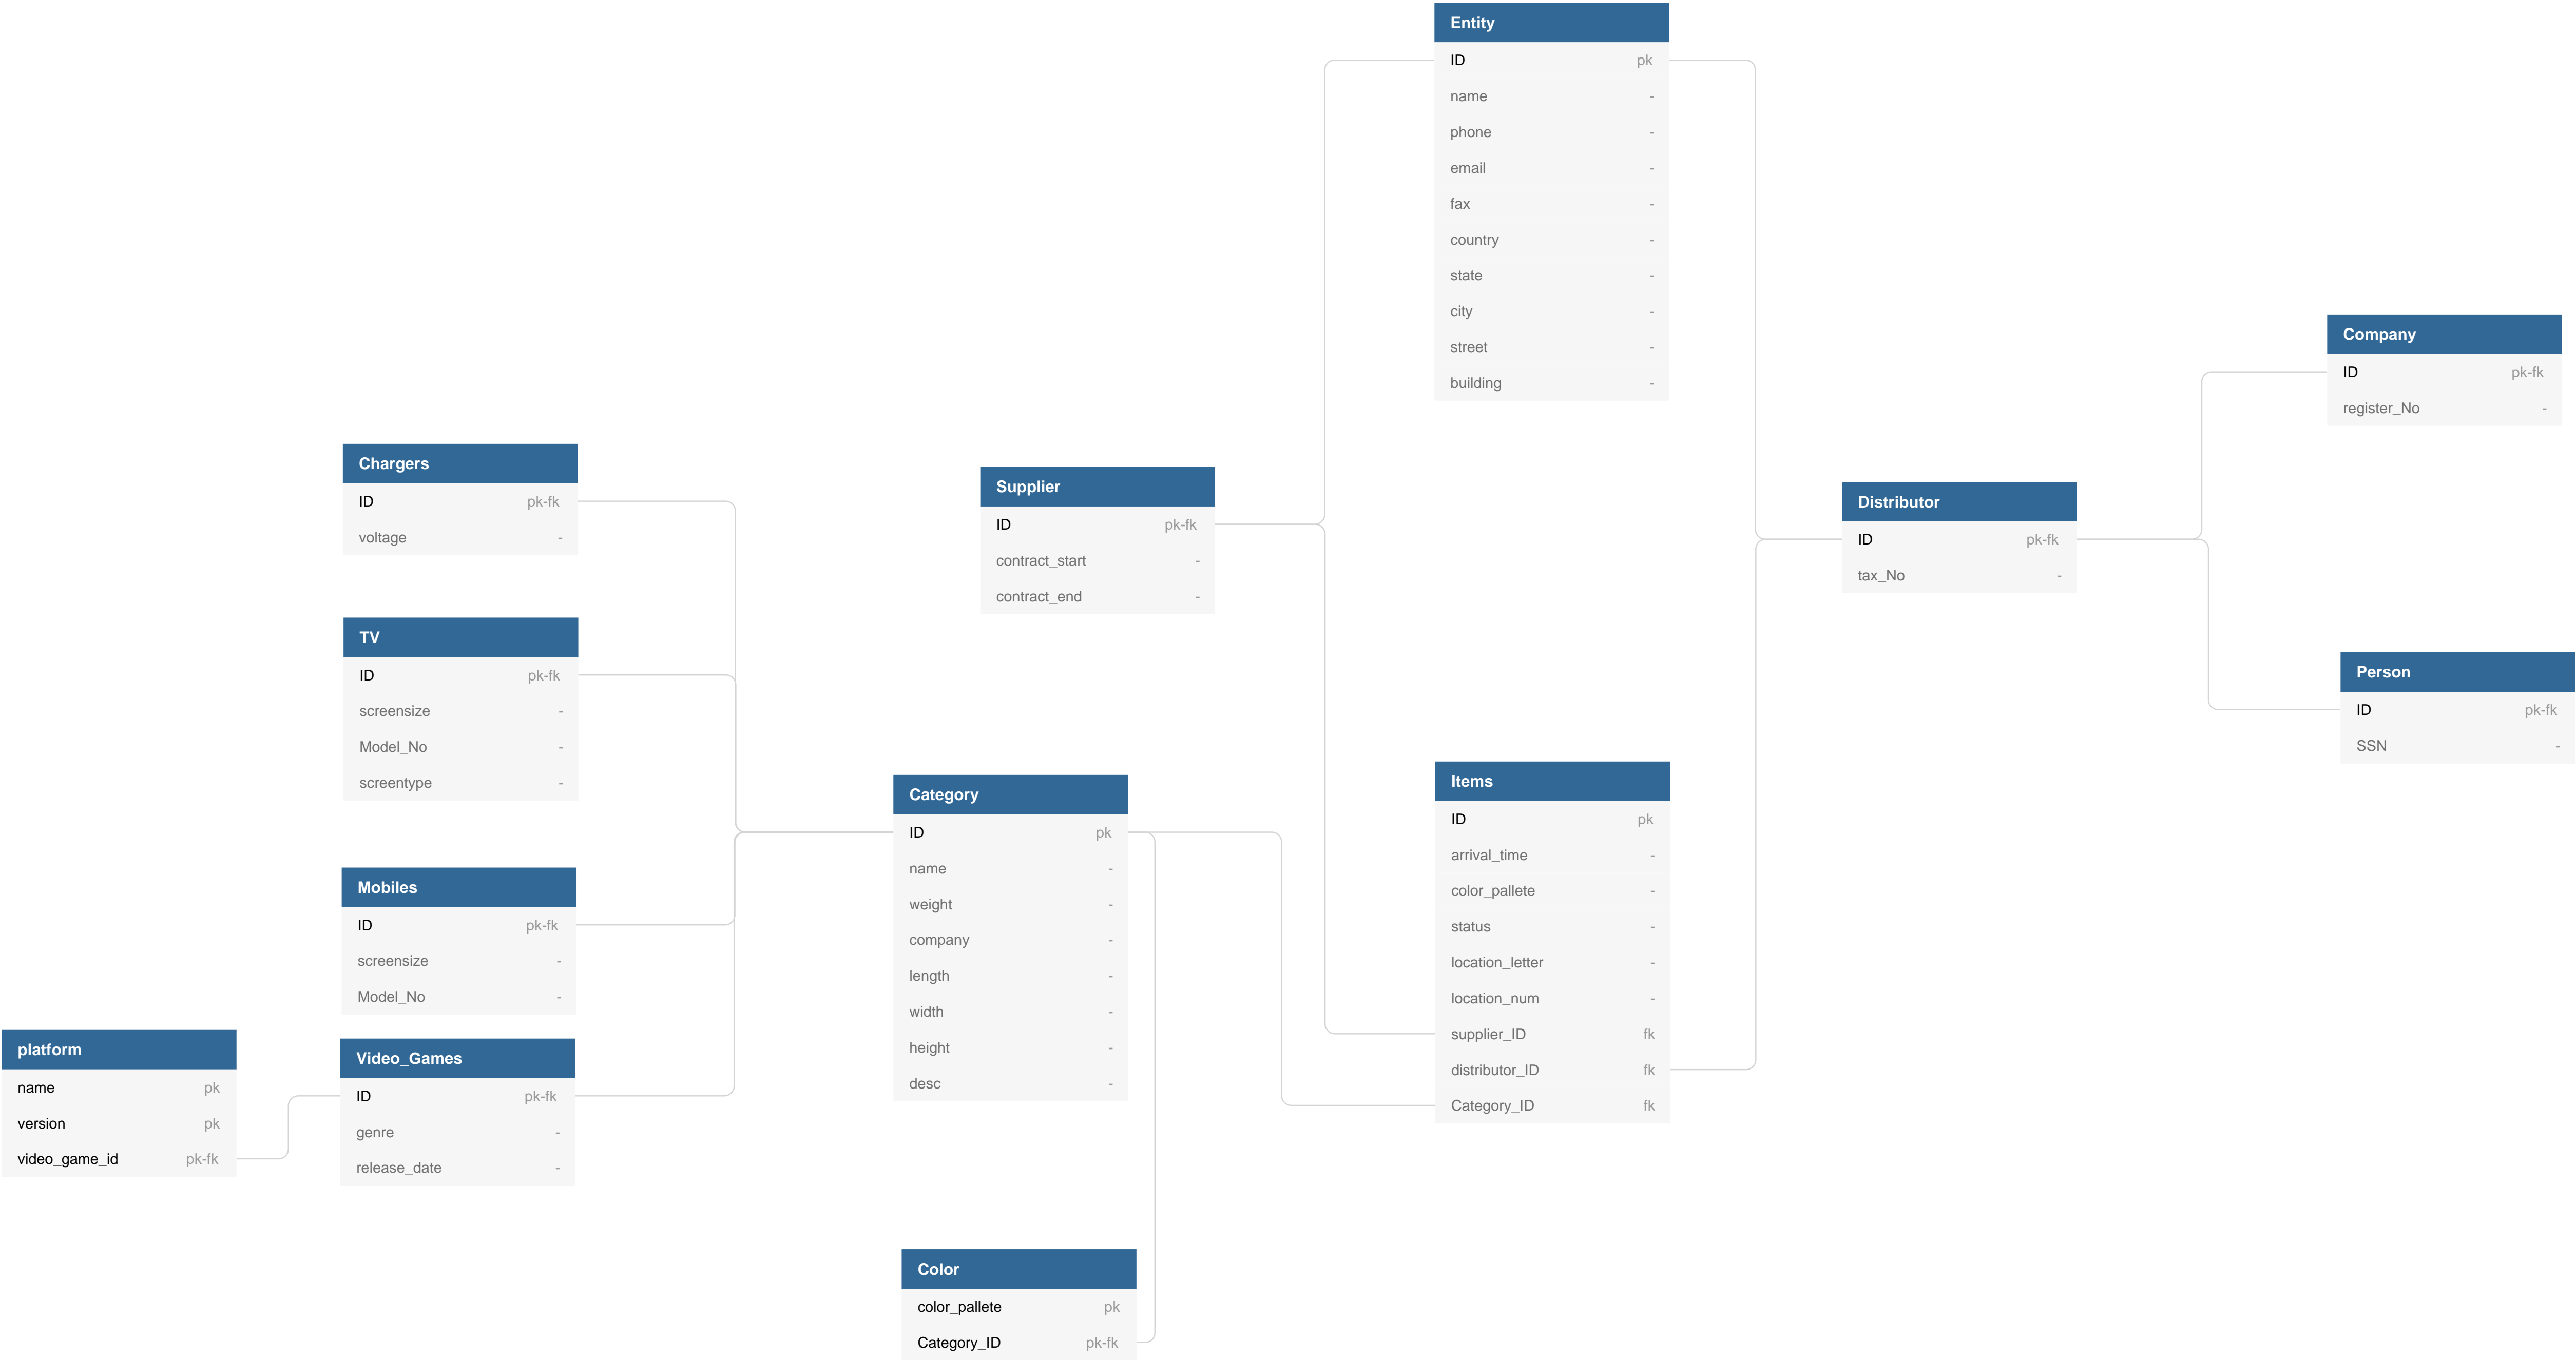 Entity
ID pk
name -
phone -
email -
fax -
country -
state -
city -
street -
building -
Company
ID pk-fk
register_No -
Chargers
ID pk-fk
voltage -
Supplier
ID pk-fk
contract_start -
contract_end -
Distributor
ID pk-fk
tax_No -
TV
ID pk-fk
screensize -
Model_No -
screentype -
Person
ID pk-fk
SSN -
Category
ID pk
name -
weight -
company -
length -
width -
height -
desc -
Items
ID pk
arrival_time -
color_pallete -
status -
location_letter -
location_num -
supplier_ID fk
distributor_ID fk
Category_ID fk
Mobiles
ID pk-fk
screensize -
Model_No -
platform
name pk
version pk
video_game_id pk-fk
Video_Games
ID pk-fk
genre -
release_date -
Color
color_pallete pk
Category_ID pk-fk